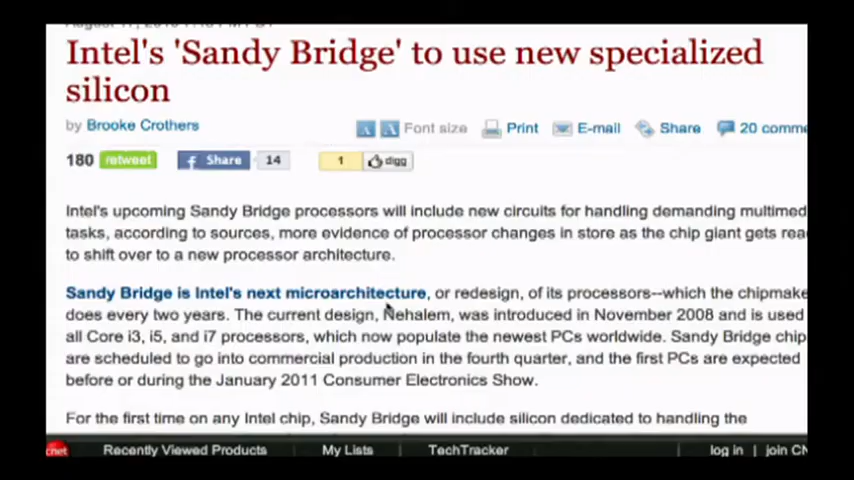 Intel's 'Sandy Bridge' to use new specialized
silicon
by Brooke Crothers
A A Font size Print E-mail Share 20 comme
180 retweet f Share 14 1 digg
Intel's upcoming Sandy Bridge processors will include new circuits for handling demanding multimed
tasks, according to sources, more evidence of processor changes in store as the chip giant gets rea
to shift over to a new processor architecture.
Sandy Bridge is Intel's next microarchitecture, or redesign, of its processors--which the chipmake
does every two years. The current design, Nehalem, was introduced in November 2008 and is used
all Core i3, i5, and i7 processors, which now populate the newest PCs worldwide. Sandy Bridge chip
are scheduled to go into commercial production in the fourth quarter, and the first PCs are expected
before or during the January 2011 Consumer Electronics Show.
For the first time on any Intel chip, Sandy Bridge will include silicon dedicated to handling the
cnet Recently Viewed Products My Lists TechTracker log in | join CN